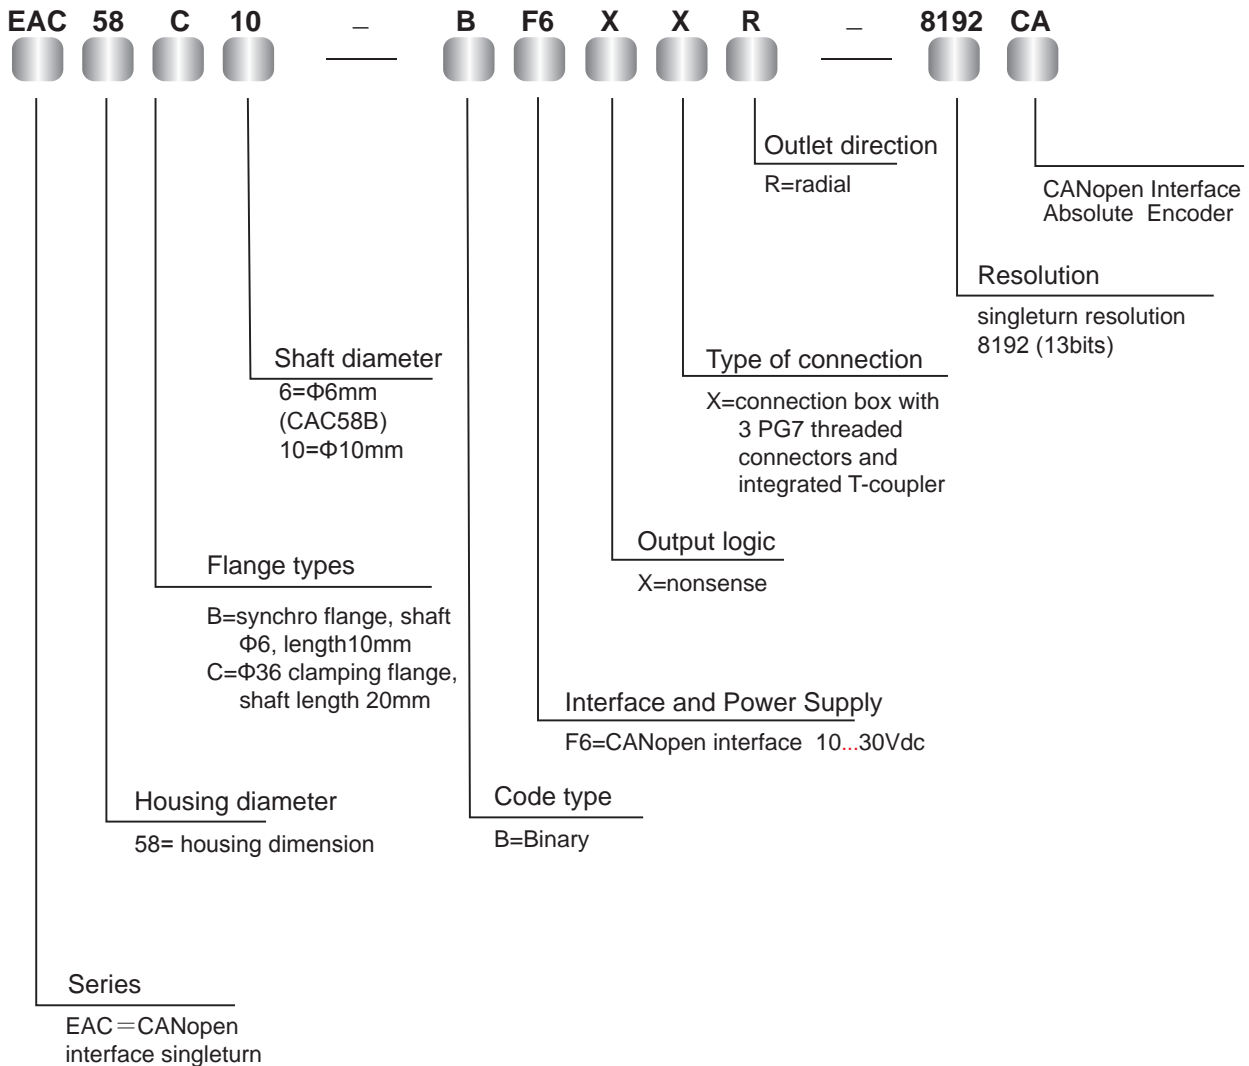 EAC 58 C 10 – B F6 X X R – 8192 CA
Outlet direction
R=radial
CANopen Interface
Absolute Encoder
Resolution
singleturn resolution
8192 (13bits)
Shaft diameter
6=Φ6mm
(CAC58B)
10=Φ10mm
Type of connection
X=connection box with
3 PG7 threaded
connectors and
integrated T-coupler
Output logic
X=nonsense
Flange types
B=synchro flange, shaft
Φ6, length10mm
C=Φ36 clamping flange,
shaft length 20mm
Interface and Power Supply
F6=CANopen interface 10...30Vdc
Housing diameter
58= housing dimension
Code type
B=Binary
Series
EAC＝CANopen
interface singleturn